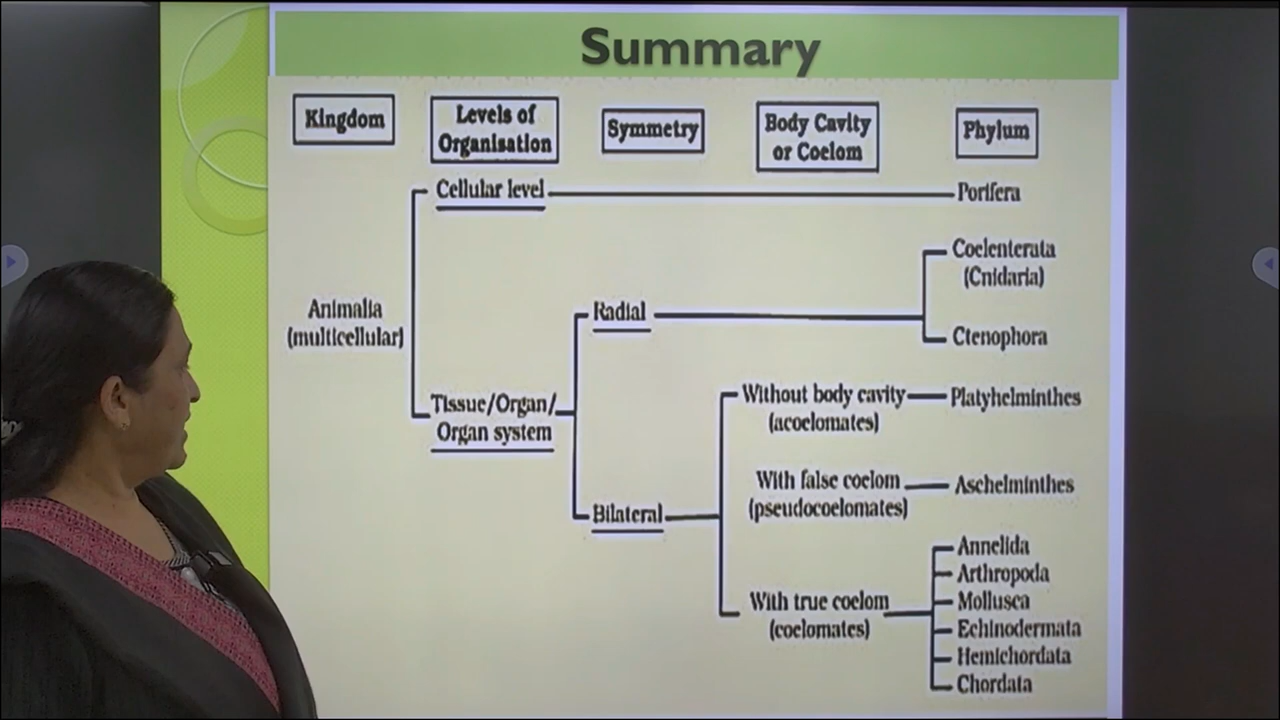 Summary
Kingdom
Levels of
Organisation
Symmetry
Body Cavity
or Coelom
Phylum
Cellular level
Porifera
Coelenterata
(Cnidaria)
Animalia
(multicellular)
Radial
Ctenophora
Tissue/Organ/
Organ system
Without body cavity
(acoelomates)
Platyhelminthes
With false coelom
(pseudocoelomates)
Aschelminthes
Bilateral
With true coelom
(coelomates)
Annelida
Arthropoda
Mollusca
Echinodermata
Hemichordata
Chordata